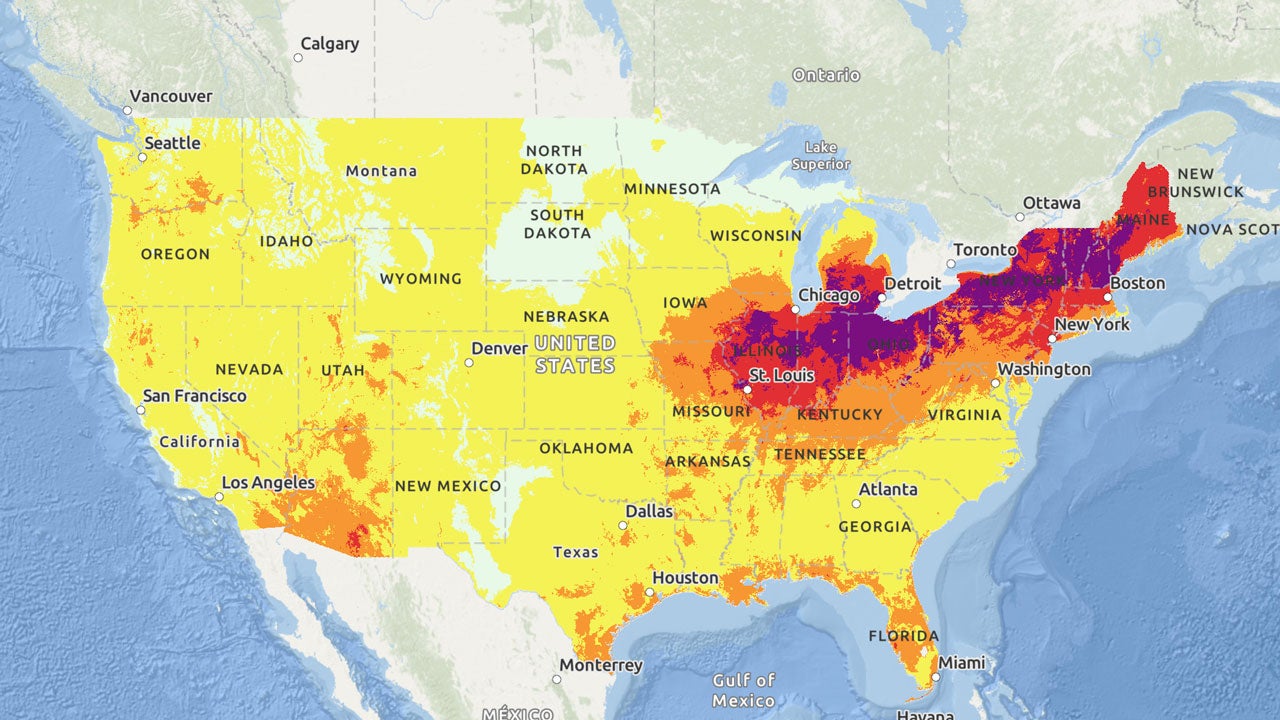 Calgary
Ontario
Vancouver
Seattle
Lake
Superior
NORTH
DAKOTA
Montana
MINNESOTA
NEW
BRUNSWICK
Ottawa
MAINE
SOUTH
DAKOTA
WISCONSIN
NOVA SCOT
OREGON
IDAHO
Toronto
WYOMING
NEW YORK
Detroit
Boston
Chicago
IOWA
NEBRASKA
New York
UNITED
STATES
Denver
ILLINOIS
OHIO
NEVADA
UTAH
St. Louis
Washington
San Francisco
MISSOURI
KENTUCKY
VIRGINIA
California
OKLAHOMA
ARKANSAS
TENNESSEE
Los Angeles
NEW MEXICO
Atlanta
Dallas
GEORGIA
Texas
Houston
FLORIDA
Monterrey
Miami
Gulf of
Mexico
MÉXICO
Havana